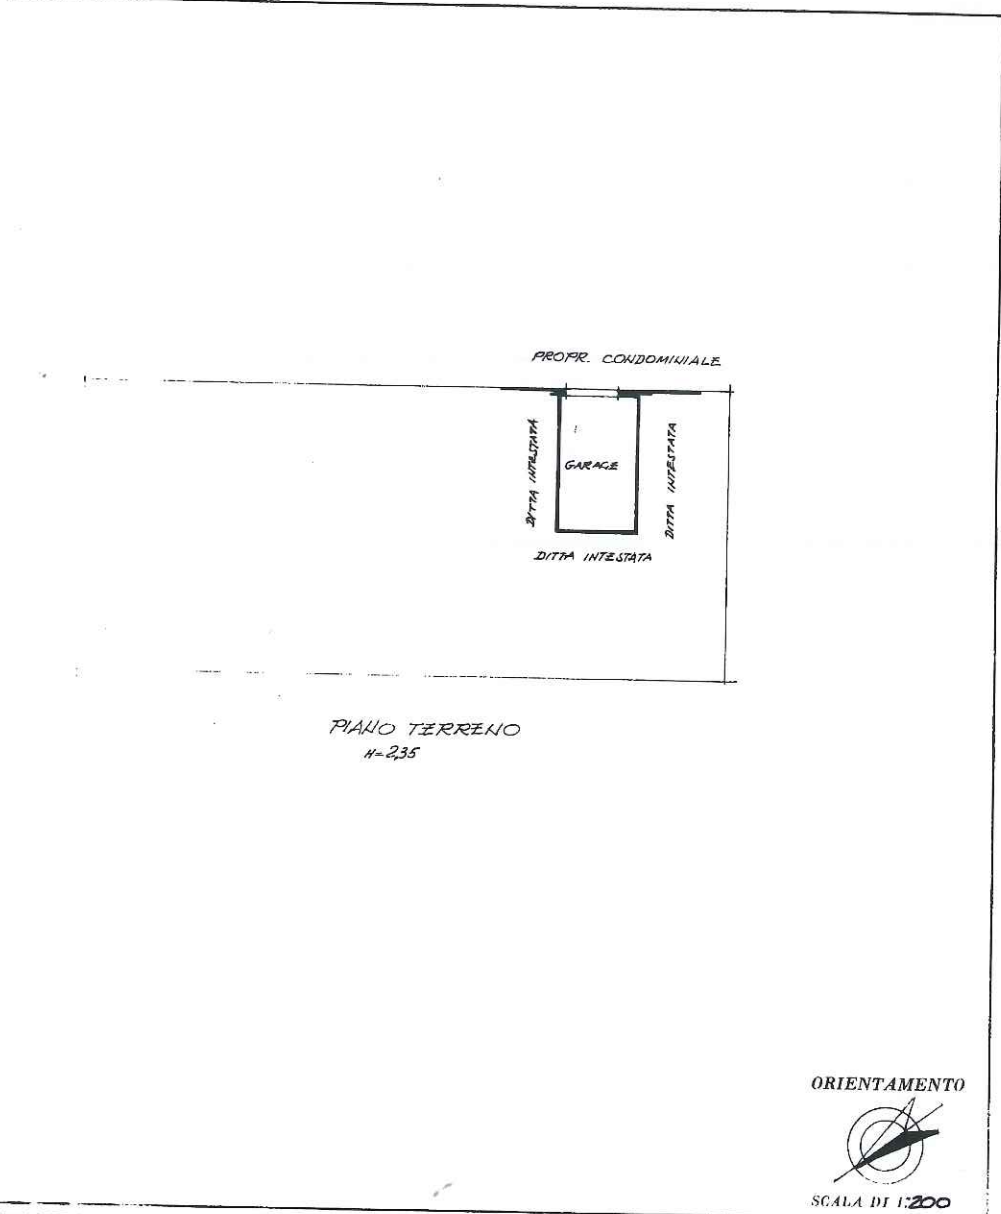 PROPR. CONDOMINIALE
DITTA INTESTATA
GARAGE
DITTA INTESTATA
DITTA INTESTATA
PIANO TERRENO
H=2,35
ORIENTAMENTO
SCALA DI 1:200